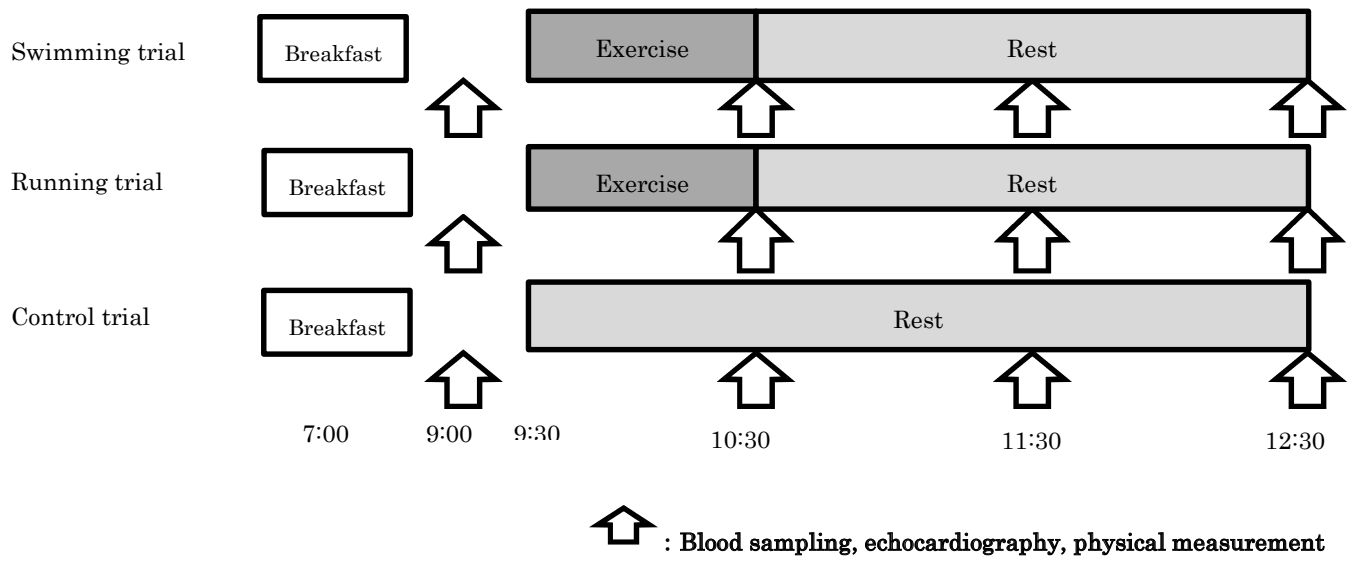 Swimming trial
Breakfast
Exercise
Rest
Running trial
Breakfast
Exercise
Rest
Control trial
Breakfast
Rest
7:00 9:00 9:30 10:30 11:30 12:30
: Blood sampling, echocardiography, physical measurement